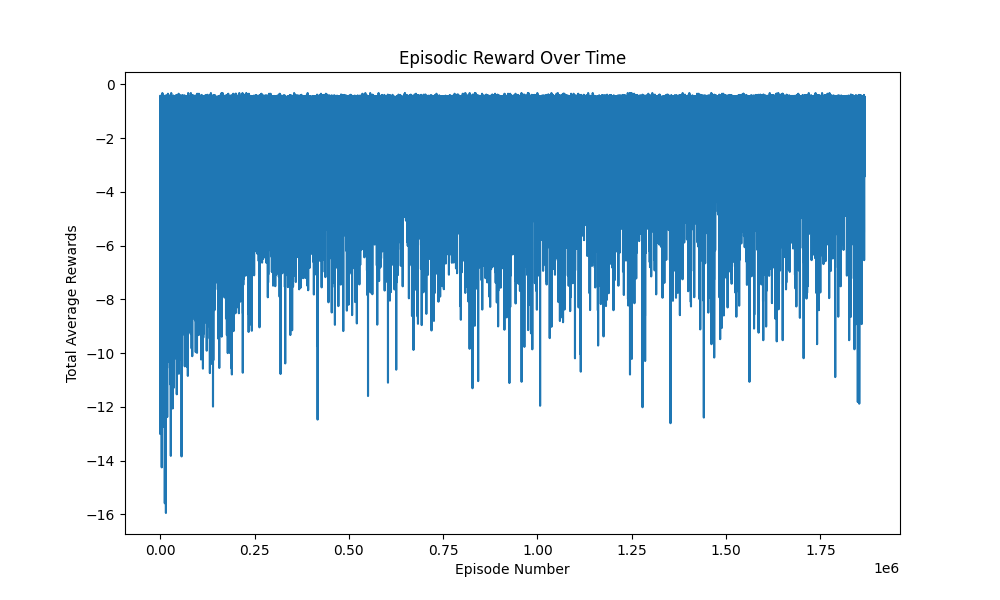 Episodic Reward Over Time
Total Average Rewards
0
−2
−4
−6
−8
−10
−12
−14
−16
0.00 0.25 0.50 0.75 1.00 1.25 1.50 1.75
1e6
Episode Number